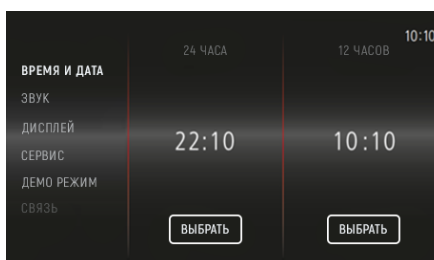 10:10
ВРЕМЯ И ДАТА
ЗВУК
ДИСПЛЕЙ
СЕРВИС
ДЕМО РЕЖИМ
СВЯЗЬ
24 ЧАСА
22:10
ВЫБРАТЬ
12 ЧАСОВ
10:10
ВЫБРАТЬ